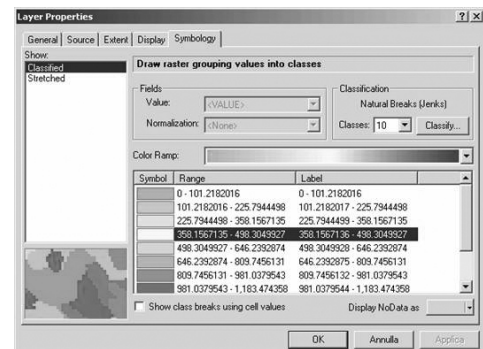 Layer Properties
General Source Extent Display Symbology
Show:
Classified
Stretched
Draw raster grouping values into classes
Fields
Value: <VALUE>
Normalization: <None>
Classification
Natural Breaks (Jenks)
Classes: 10 Classify...
Color Ramp:
Symbol Range Label
0 - 101.2182016 0 - 101.2182016
101.2182016 - 225.7944498 101.2182017 - 225.7944498
225.7944498 - 358.1567135 225.7944499 - 358.1567135
358.1567135 - 498.3049927 358.1567136 - 498.3049927
498.3049927 - 646.2392874 498.3049928 - 646.2392874
646.2392874 - 809.7456131 646.2392875 - 809.7456131
809.7456131 - 981.0379543 809.7456132 - 981.0379543
981.0379543 - 1,183.474358 981.0379544 - 1,183.474358
Show class breaks using cell values
Display NoData as
OK Annulla Applica